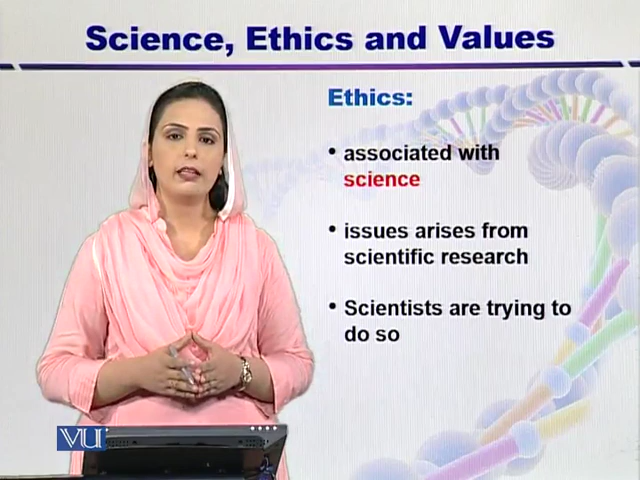 Science, Ethics and Values
Ethics:
• associated with
science
• issues arises from
scientific research
• Scientists are trying to
do so
VU